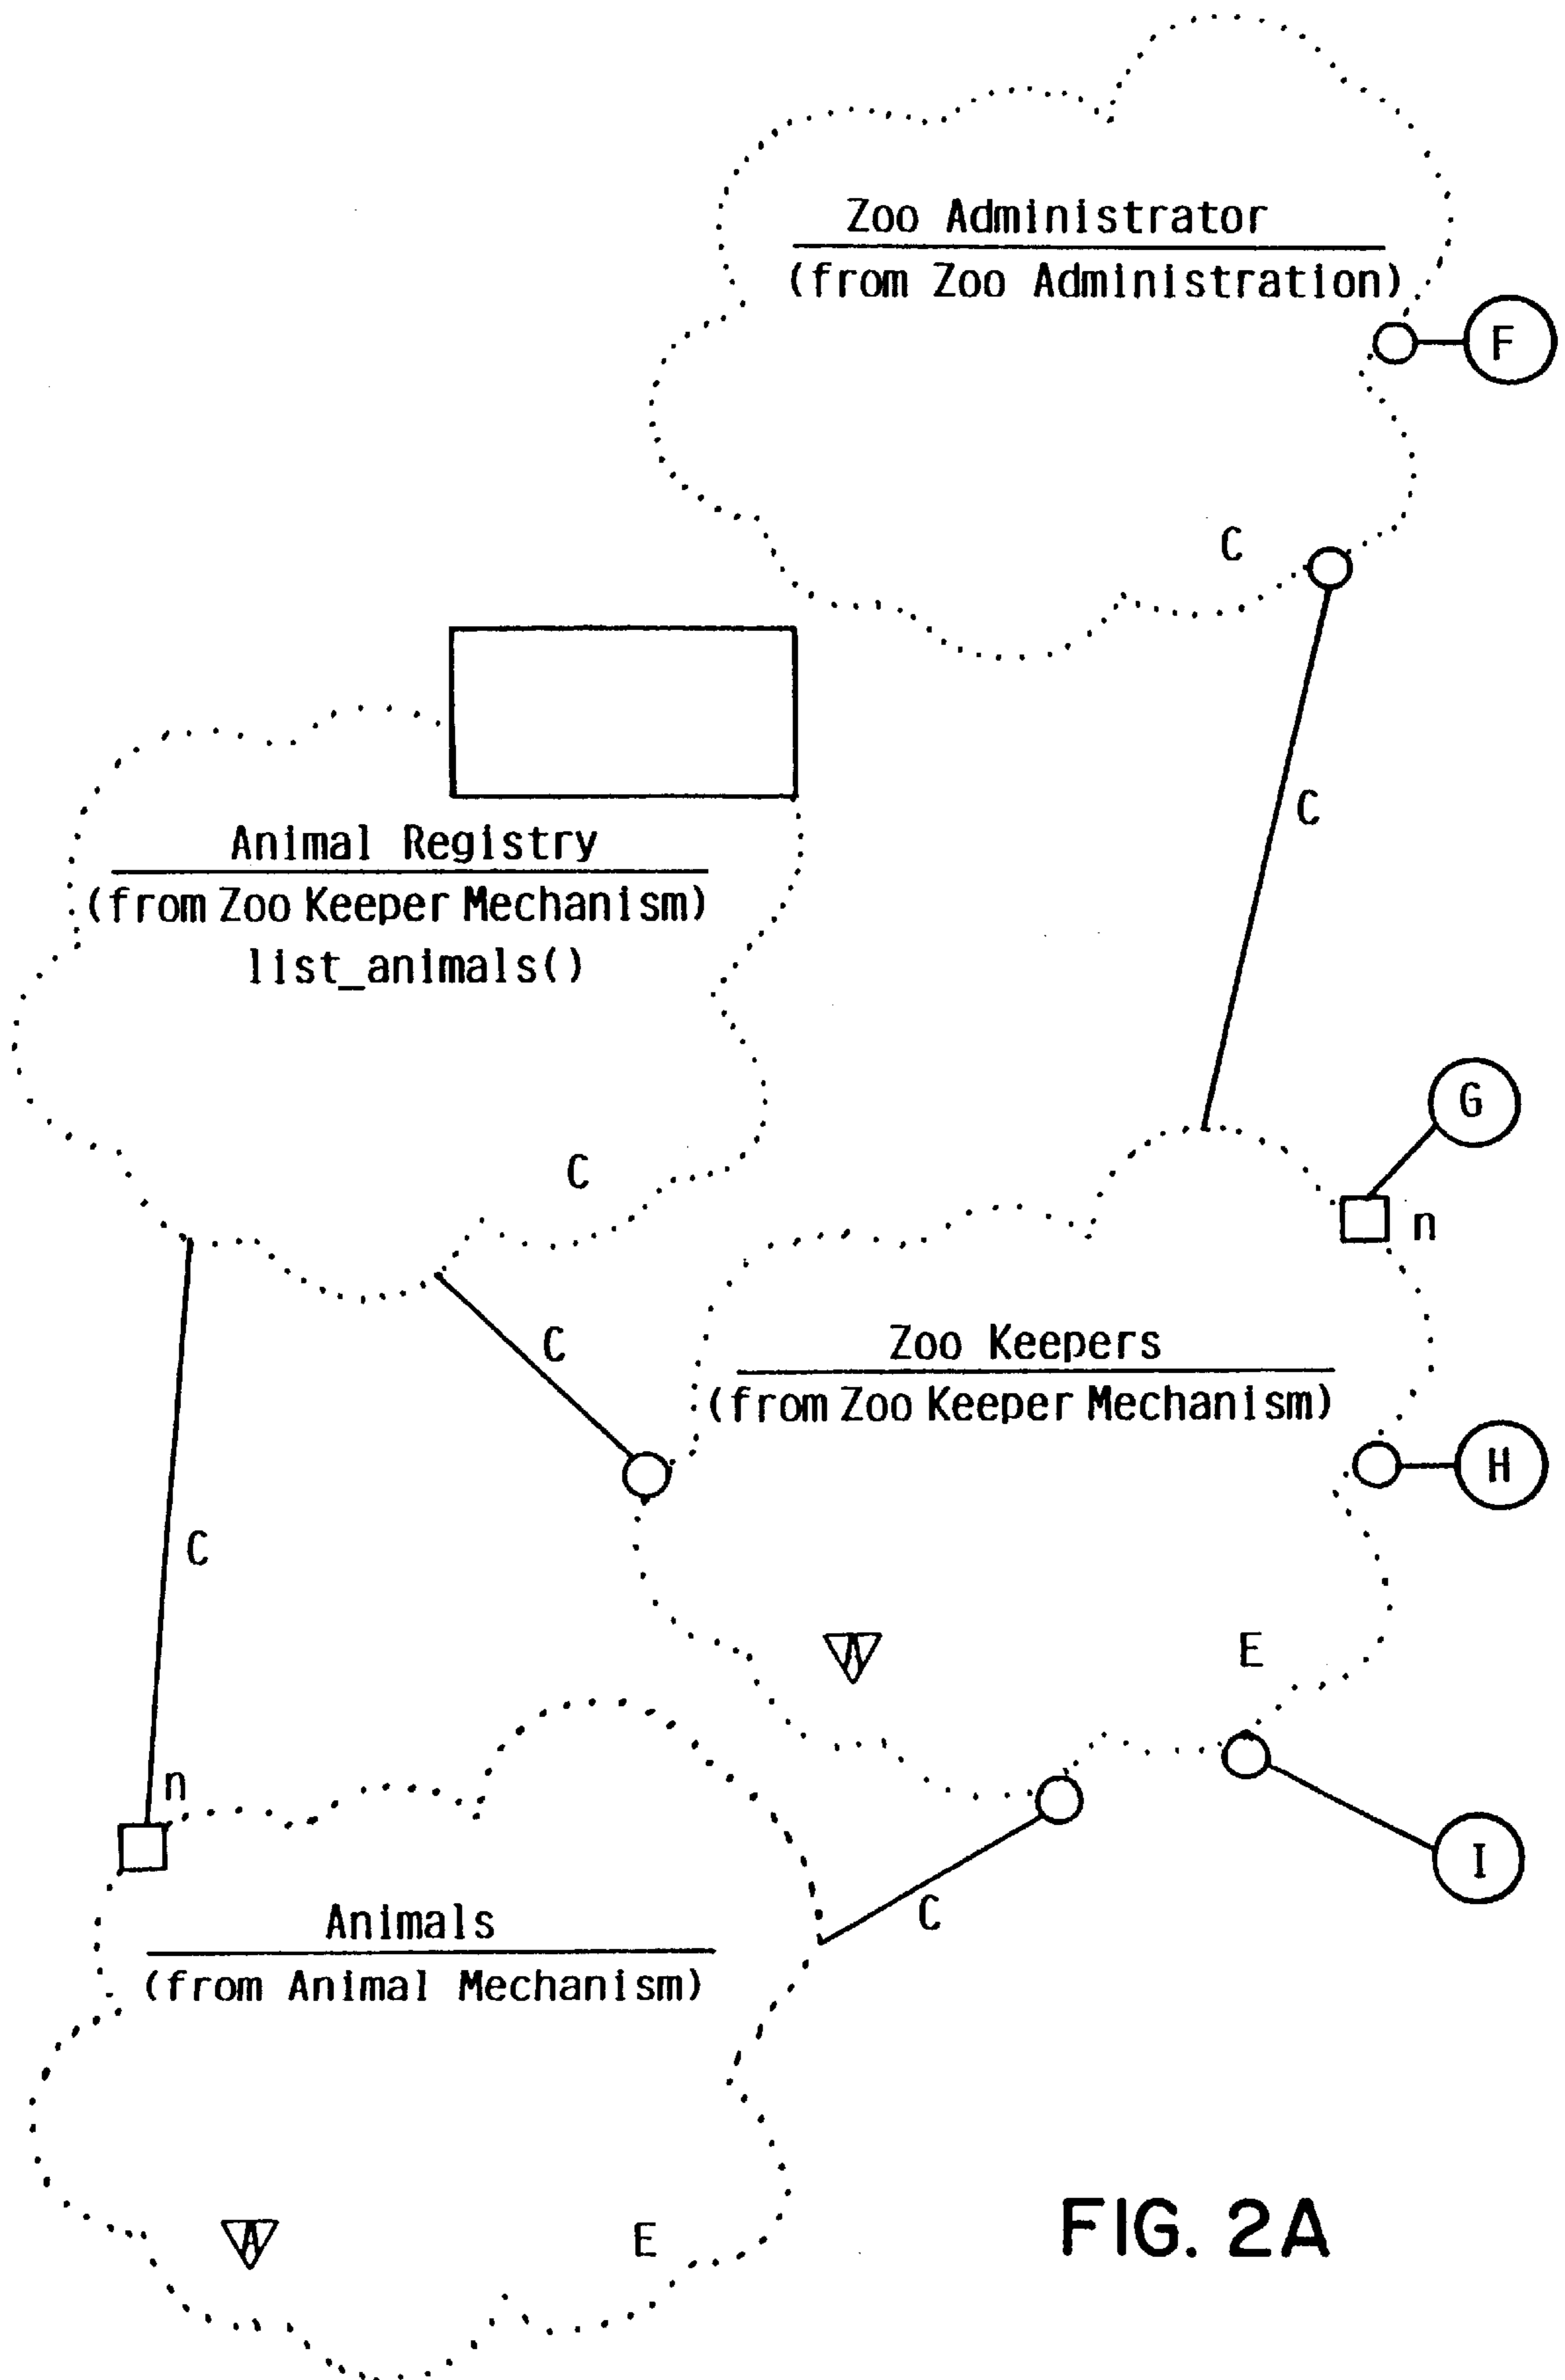 Zoo Administrator
(from Zoo Administration)
F
C
C
Animal Registry
(from Zoo Keeper Mechanism)
list_animals()
C
G
n
C
Zoo Keepers
(from Zoo Keeper Mechanism)
H
C
A
E
n
I
C
Animals
(from Animal Mechanism)
A
E
FIG. 2A